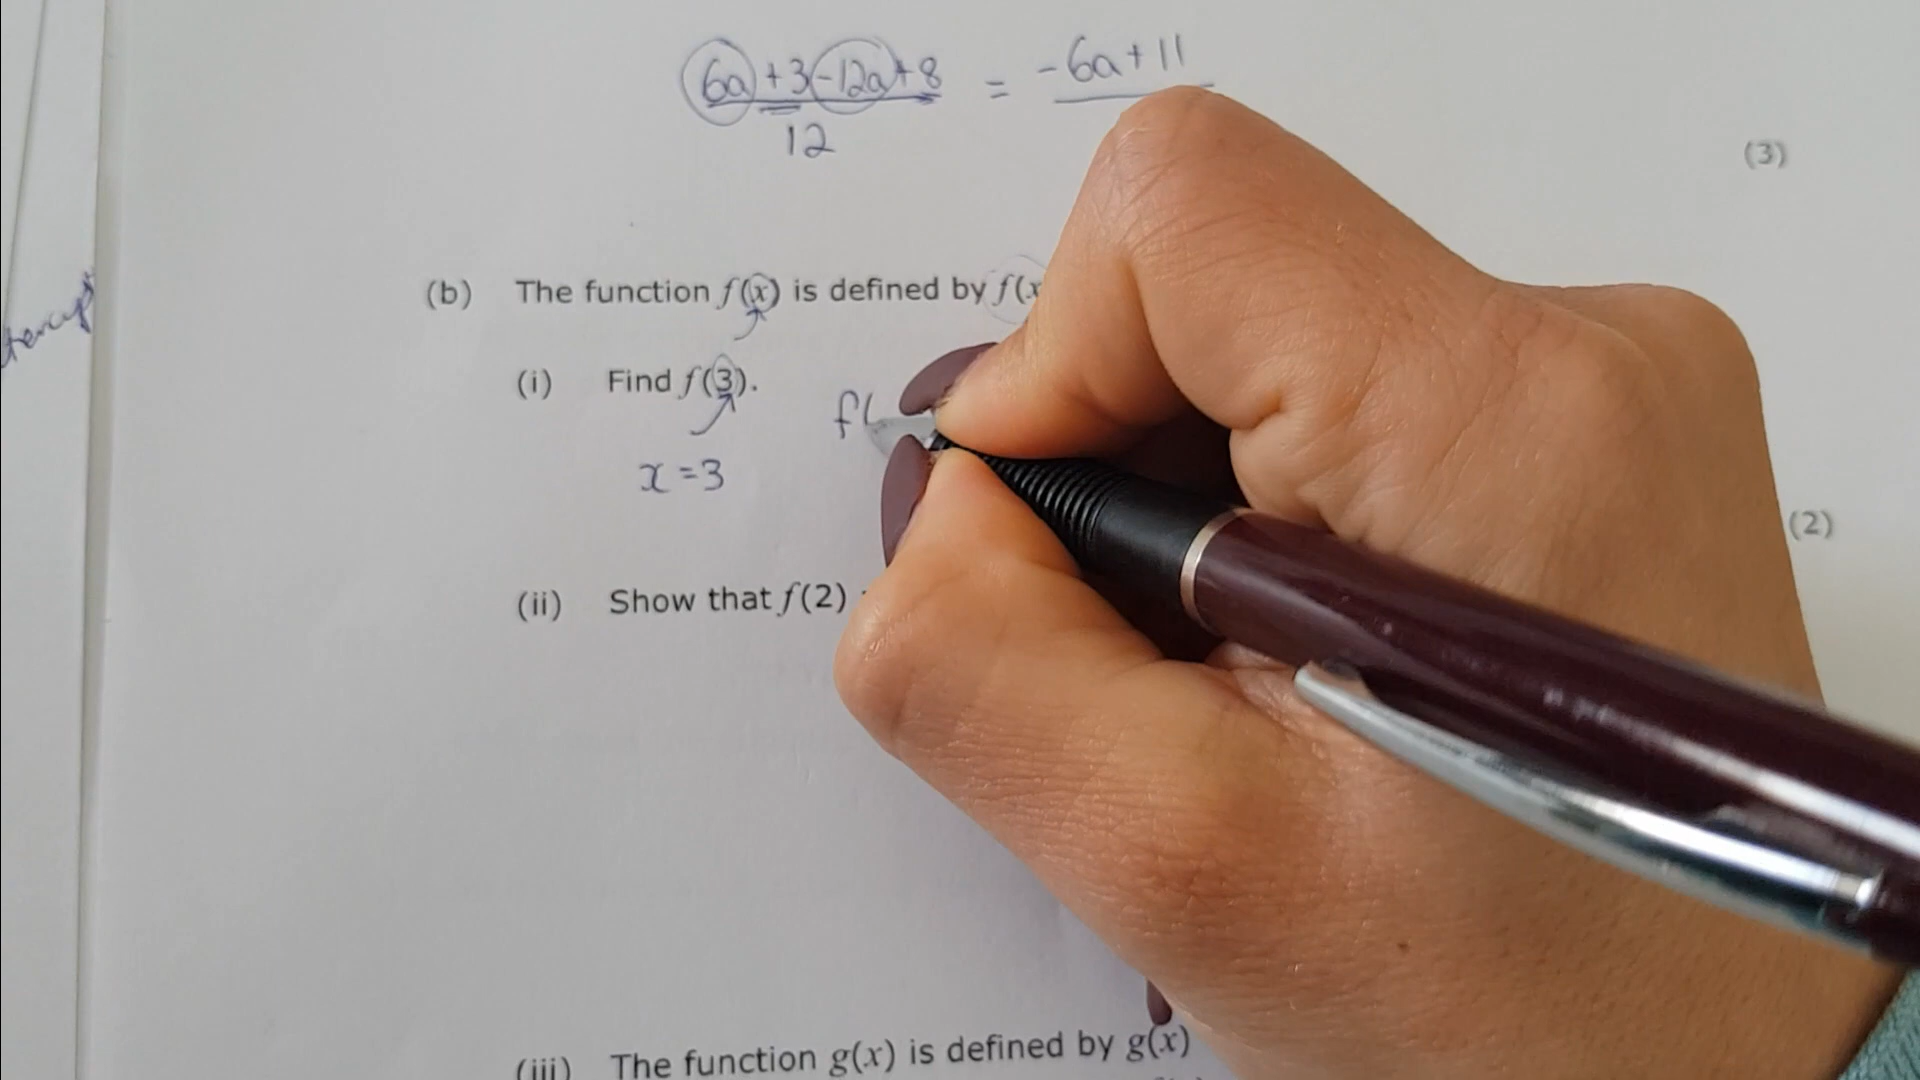 6a + 3 - 12a + 8 = -6a + 11
12
(3)
(b) The function f(x) is defined by f(x
(i) Find f(3). f(
x = 3
(2)
(ii) Show that f(2)
(iii) The function g(x) is defined by g(x)